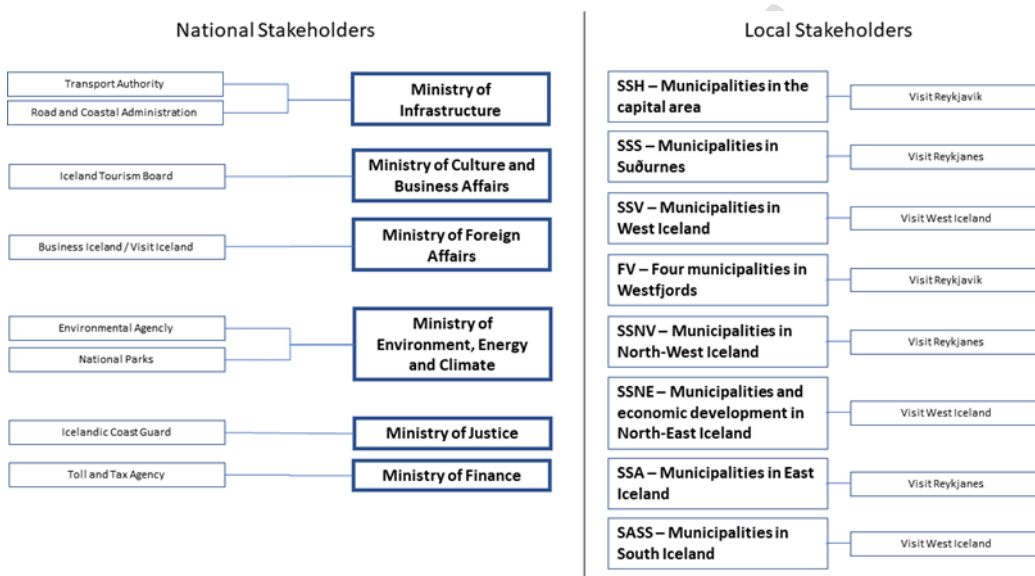 National Stakeholders
Transport Authority
Road and Coastal Administration
Ministry of
Infrastructure
Iceland Tourism Board
Ministry of Culture and
Business Affairs
Business Iceland / Visit Iceland
Ministry of Foreign
Affairs
Environmental Agencly
National Parks
Ministry of
Environment, Energy
and Climate
Icelandic Coast Guard
Ministry of Justice
Toll and Tax Agency
Ministry of Finance
Local Stakeholders
SSH – Municipalities in the
capital area
Visit Reykjavik
SSS – Municipalities in
Suðurnes
Visit Reykjanes
SSV – Municipalities in
West Iceland
Visit West Iceland
FV – Four municipalities in
Westfjords
Visit Reykjavik
SSNV – Municipalities in
North-West Iceland
Visit Reykjanes
SSNE – Municipalities and
economic development in
North-East Iceland
Visit West Iceland
SSA – Municipalities in East
Iceland
Visit Reykjanes
SASS – Municipalities in
South Iceland
Visit West Iceland